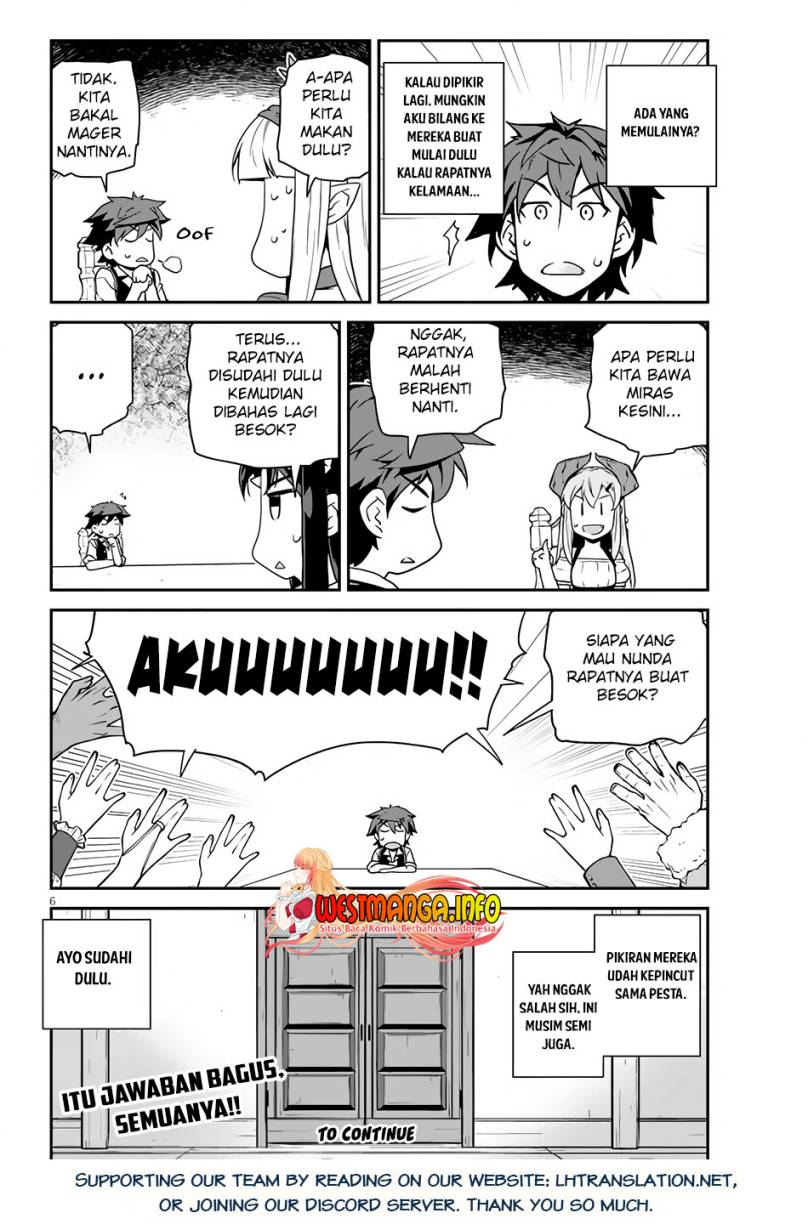 ADA YANG
MEMULAINYA?
KALAU DIPIKIR
LAGI, MUNGKIN
AKU BILANG KE
MEREKA BUAT
MULAI DULU
KALAU RAPATNYA
KELAMAAN...
A-APA
PERLU
KITA
MAKAN
DULU?
TIDAK.
KITA
BAKAL
MAGER
NANTINYA.
OOF
APA PERLU
KITA BAWA
MIRAS
KESINI...
NGGAK,
RAPATNYA
MALAH
BERHENTI
NANTI.
TERUS...
RAPATNYA
DISUDAHI DULU
KEMUDIAN
DIBAHAS LAGI
BESOK?
...
SIAPA YANG
MAU NUNDA
RAPATNYA BUAT
BESOK?
AKUUUUUUUU!!
6
WESTMANGA.INFO
Situs Baca Komik Berbahasa Indonesia
PIKIRAN MEREKA
UDAH KEPINCUT
SAMA PESTA.
YAH NGGAK
SALAH SIH, INI
MUSIM SEMI
JUGA.
AYO SUDAHI
DULU.
ITU JAWABAN BAGUS,
SEMUANYA!!
TO CONTINUE
SUPPORTING OUR TEAM BY READING ON OUR WEBSITE: LHTRANSLATION.NET,
OR JOINING OUR DISCORD SERVER. THANK YOU SO MUCH.